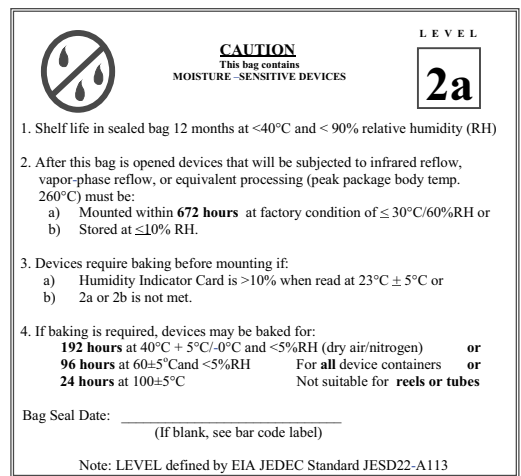 LEVEL
CAUTION
This bag contains
MOISTURE –SENSITIVE DEVICES
2a
1. Shelf life in sealed bag 12 months at <40°C and < 90% relative humidity (RH)
2. After this bag is opened devices that will be subjected to infrared reflow,
vapor-phase reflow, or equivalent processing (peak package body temp.
260°C) must be:
a) Mounted within 672 hours at factory condition of ≤ 30°C/60%RH or
b) Stored at ≤10% RH.
3. Devices require baking before mounting if:
a) Humidity Indicator Card is >10% when read at 23°C ± 5°C or
b) 2a or 2b is not met.
4. If baking is required, devices may be baked for:
192 hours at 40°C + 5°C/-0°C and <5%RH (dry air/nitrogen) or
96 hours at 60±5°Cand <5%RH For all device containers or
24 hours at 100±5°C Not suitable for reels or tubes
Bag Seal Date: ______________________________
(If blank, see bar code label)
Note: LEVEL defined by EIA JEDEC Standard JESD22-A113